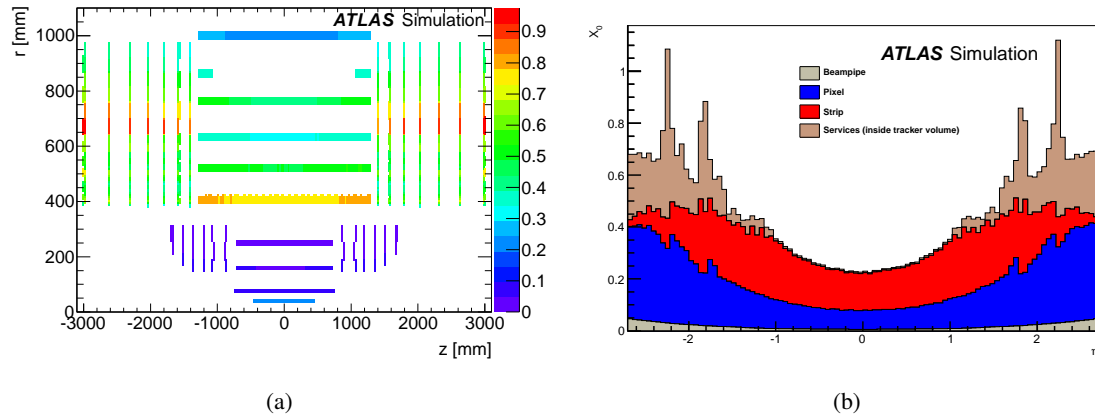 ATLAS Simulation
r [mm]
1000
800
600
400
200
0
-3000 -2000 -1000 0 1000 2000 3000
z [mm]
0.9
0.8
0.7
0.6
0.5
0.4
0.3
0.2
0.1
0
(a)
X0
ATLAS Simulation
Beampipe
Pixel
Strip
Services (inside tracker volume)
1
0.8
0.6
0.4
0.2
0
-2 -1 0 1 2
(b)